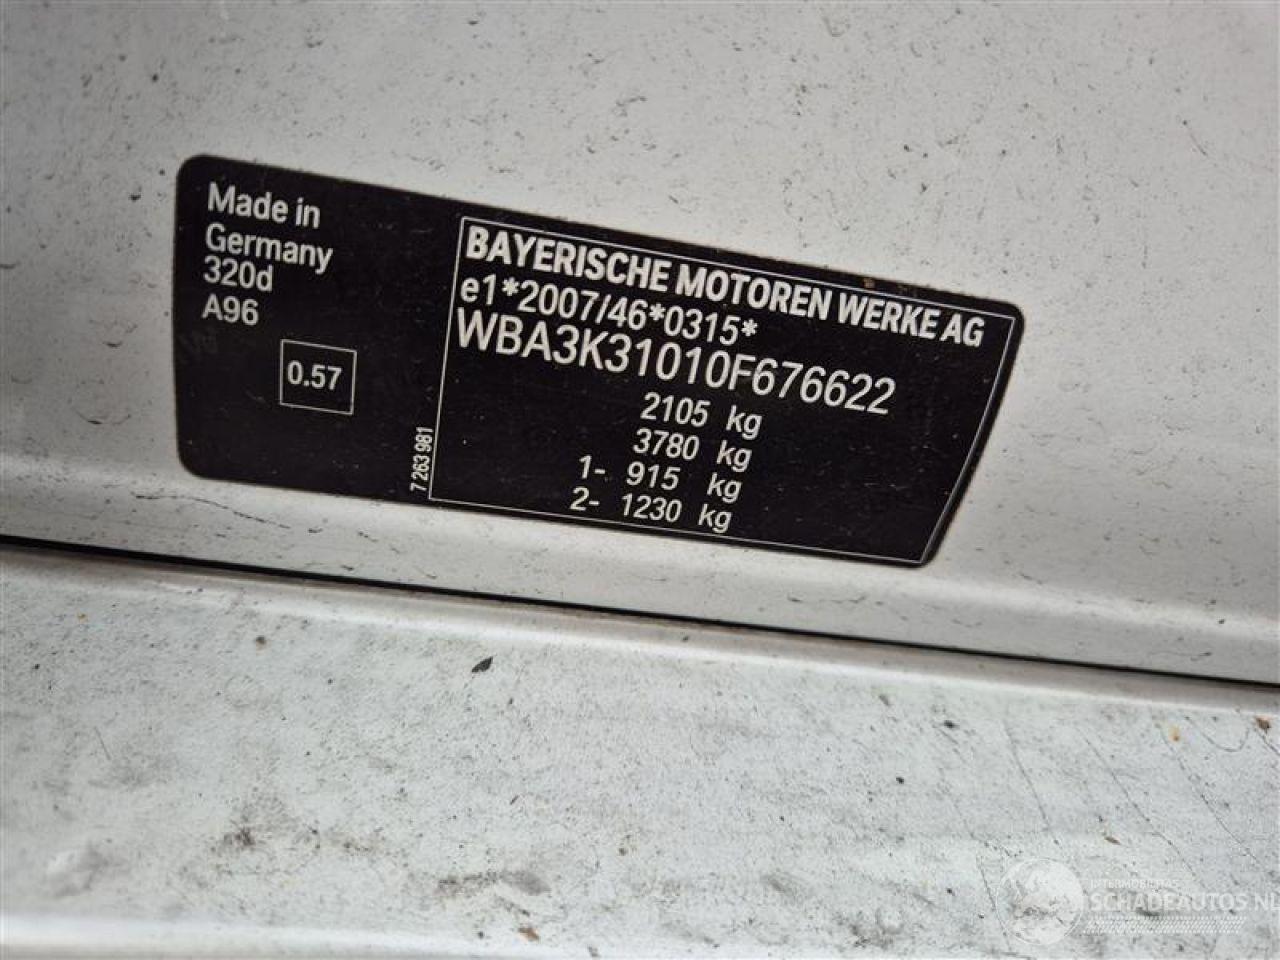 Made in
Germany
320d
A96
0.57
7 263 981
BAYERISCHE MOTOREN WERKE AG
e1*2007/46*0315*
WBA3K31010F676622
2105 kg
3780 kg
1- 915 kg
2- 1230 kg
SCHADEAUTOS.NL